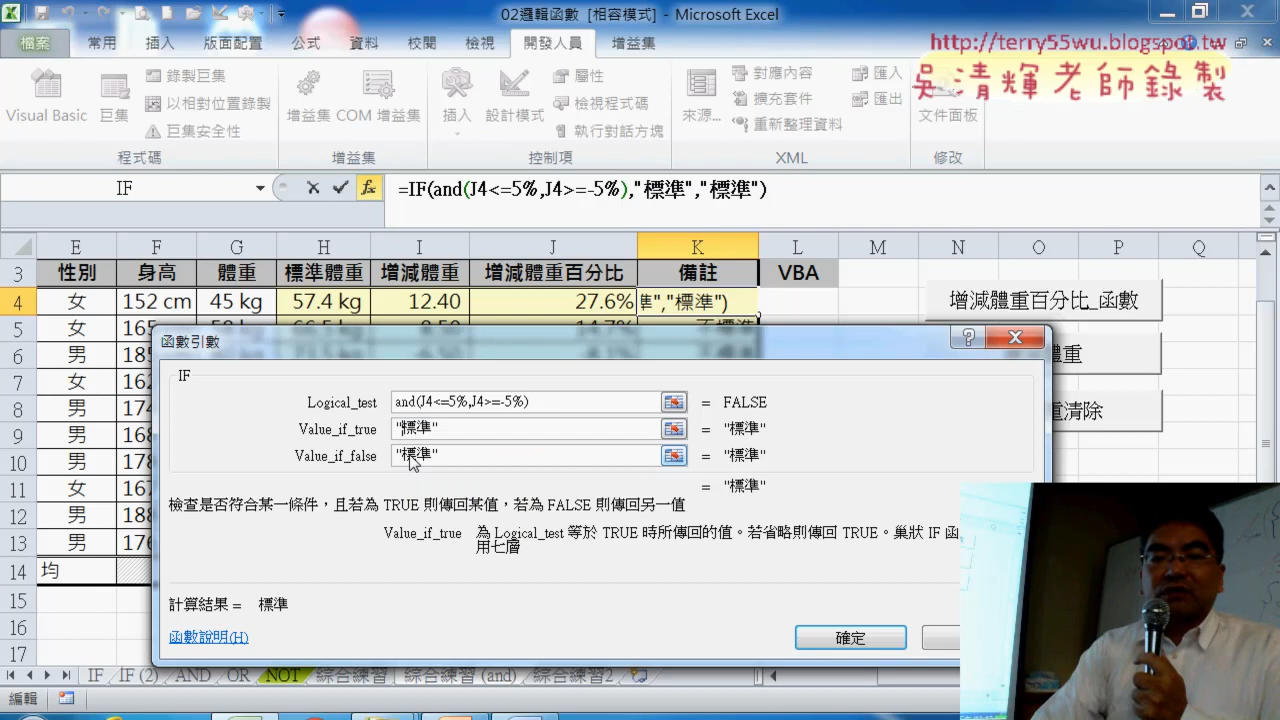 02邏輯函數 [相容模式] - Microsoft Excel
檔案 常用 插入 版面配置 公式 資料 校閱 檢視 開發人員 增益集
http://terry55wu.blogspot.tw
吳清輝老師錄製
Visual Basic 巨集 錄製巨集 以相對位置錄製 巨集安全性 增益集 COM 增益集 插入 設計模式 屬性 檢視程式碼 執行對話方塊 來源... 對應內容 擴充套件 重新整理資料 匯入 匯出 文件面板
程式碼 增益集 控制項 XML 修改
IF =IF(and(J4<=5%,J4>=-5%),"標準","標準")
E F G H I J K L M N O P Q
3 性別 身高 體重 標準體重 增減體重 增減體重百分比 備註 VBA
4 女 152 cm 45 kg 57.4 kg 12.40 27.6% 準","標準") 增減體重百分比_函數
5 女
6 男
7 女
8 男
9 男
10 男
11 女
12 男
13 男
14 均
15
16
17
體重
重清除
函數引數
IF
Logical_test and(J4<=5%,J4>=-5%) = FALSE
Value_if_true "標準" = "標準"
Value_if_false "標準" = "標準"
= "標準"
檢查是否符合某一條件，且若為 TRUE 則傳回某值，若為 FALSE 則傳回另一值
Value_if_true 為 Logical_test 等於 TRUE 時所傳回的值。若省略則傳回 TRUE。巢狀 IF 函
用七層
計算結果 = 標準
函數說明(H) 確定
IF IF (2) AND OR NOT 綜合練習 綜合練習 (and) 綜合練習2
編輯